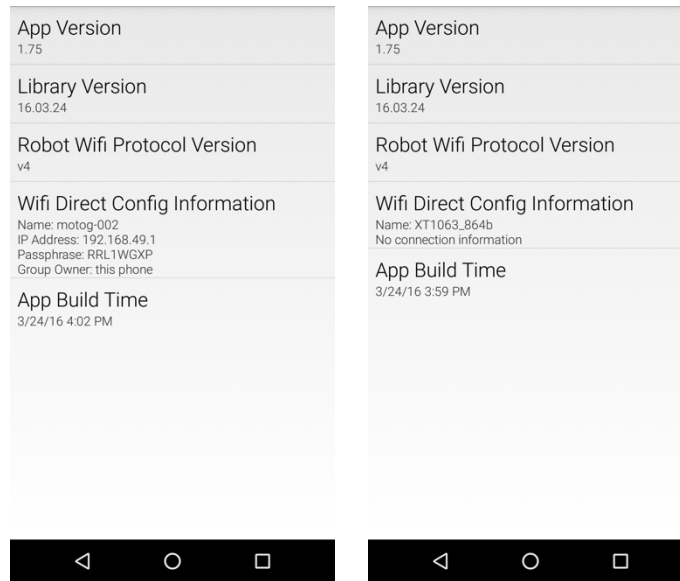 App Version
1.75
Library Version
16.03.24
Robot Wifi Protocol Version
v4
Wifi Direct Config Information
Name: motog-002
IP Address: 192.168.49.1
Passphrase: RRL1WGXP
Group Owner: this phone
App Build Time
3/24/16 4:02 PM
App Version
1.75
Library Version
16.03.24
Robot Wifi Protocol Version
v4
Wifi Direct Config Information
Name: XT1063_864b
No connection information
App Build Time
3/24/16 3:59 PM